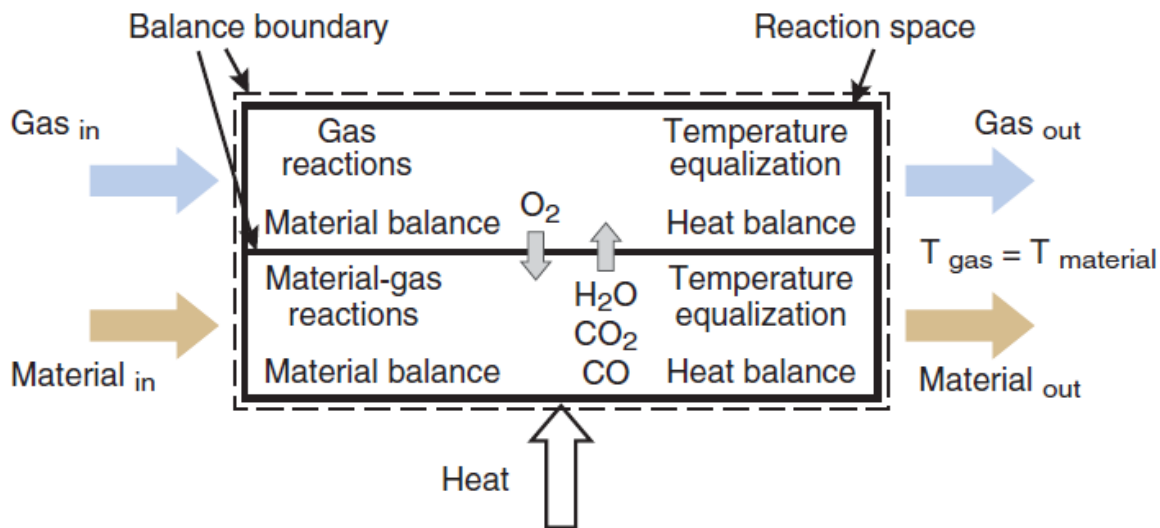 Balance boundary
Reaction space
Gas in
Gas
reactions
Temperature
equalization
Gas out
Material balance
O2
Heat balance
T gas = T material
Material-gas
reactions
H2O
CO2
CO
Temperature
equalization
Material in
Material balance
Heat balance
Material out
Heat